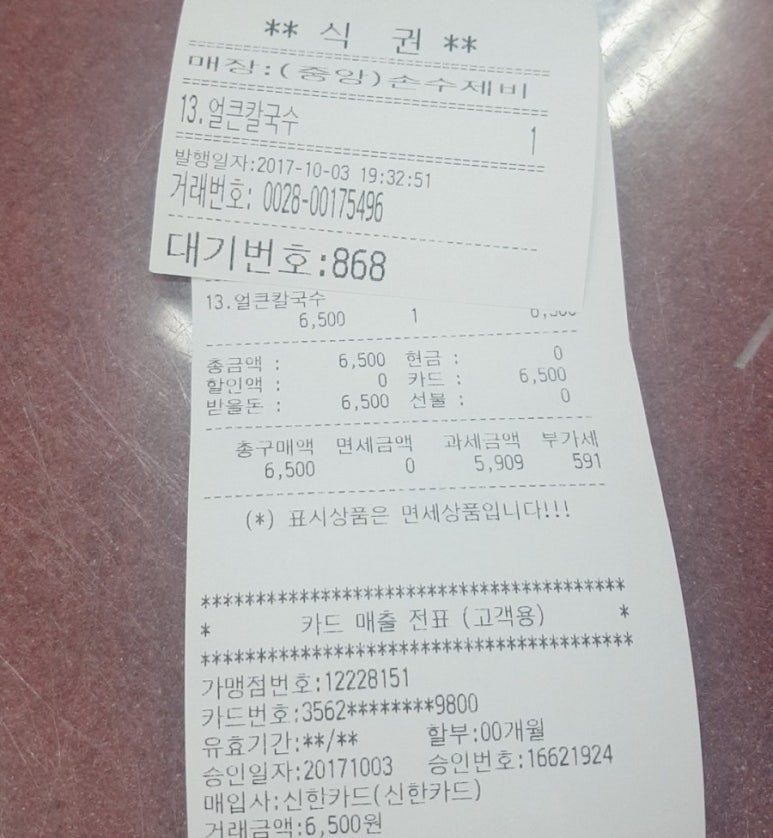 ** 식 권 **
매장:(중앙)손수제비
13.얼큰칼국수 1
발행일자:2017-10-03 19:32:51
거래번호: 0028-00175496
대기번호:868
13.얼큰칼국수
6,500 1
총금액 : 6,500 현금 : 0
할인액 : 0 카드 : 6,500
받을돈 : 6,500 선물 : 0
총구매액 면세금액 과세금액 부가세
6,500 0 5,909 591
(*) 표시상품은 면세상품입니다!!!
***************************************
* 카드 매출 전표 (고객용) *
***************************************
가맹점번호:12228151
카드번호:3562********9800
유효기간:**/** 할부:00개월
승인일자:20171003 승인번호:16621924
매입사:신한카드(신한카드)
거래금액:6,500원